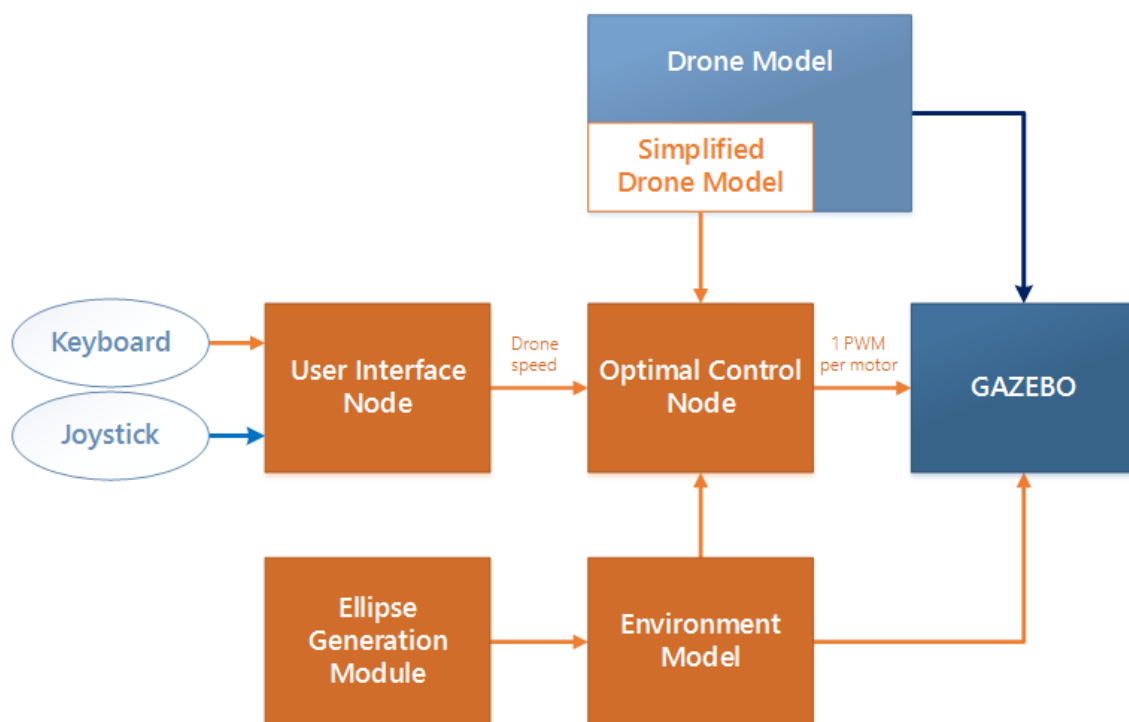 Drone Model
Simplified
Drone Model
Keyboard
Joystick
User Interface
Node
Drone
speed
Optimal Control
Node
1 PWM
per motor
GAZEBO
Ellipse
Generation
Module
Environment
Model